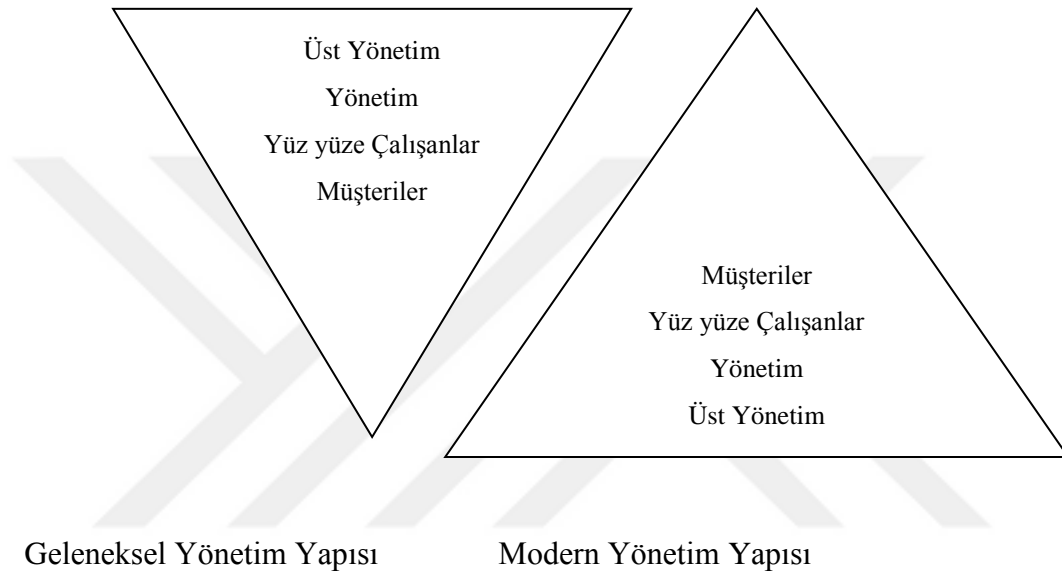 Üst Yönetim
Yönetim
Yüz yüze Çalışanlar
Müşteriler
Müşteriler
Yüz yüze Çalışanlar
Yönetim
Üst Yönetim
Geleneksel Yönetim Yapısı
Modern Yönetim Yapısı